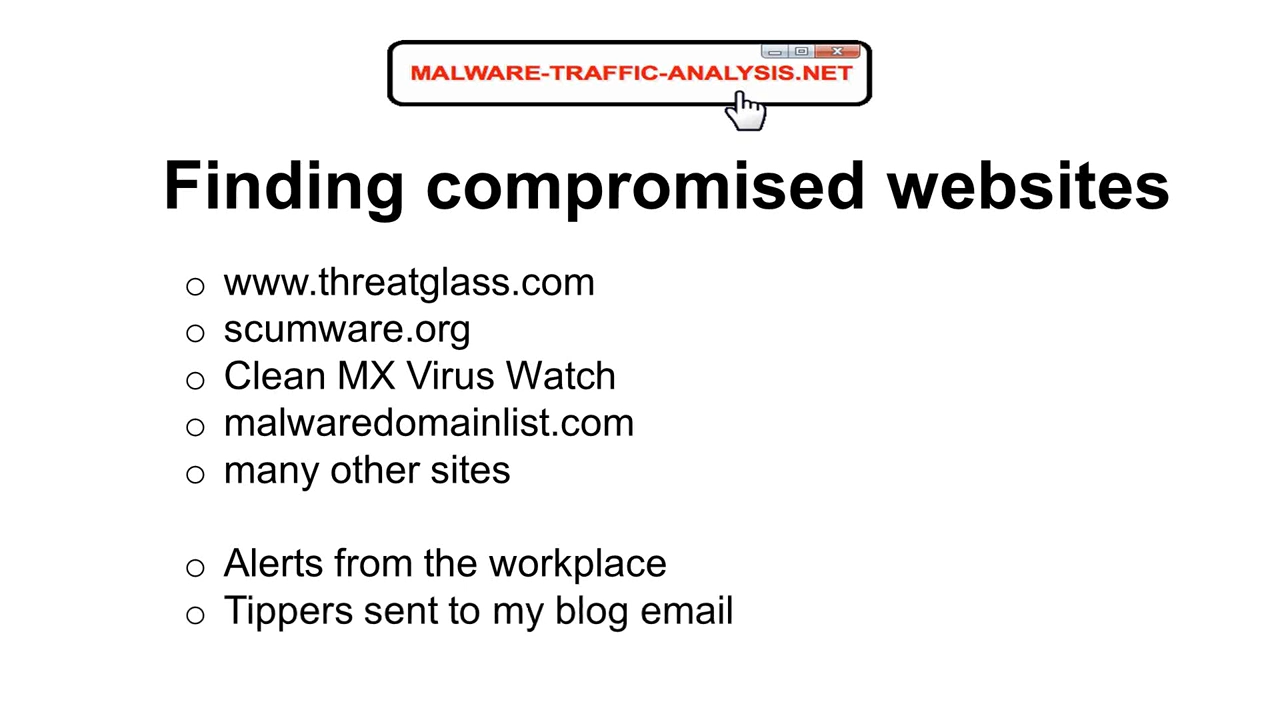 MALWARE-TRAFFIC-ANALYSIS.NET
Finding compromised websites
www.threatglass.com
scumware.org
Clean MX Virus Watch
malwaredomainlist.com
many other sites
Alerts from the workplace
Tippers sent to my blog email